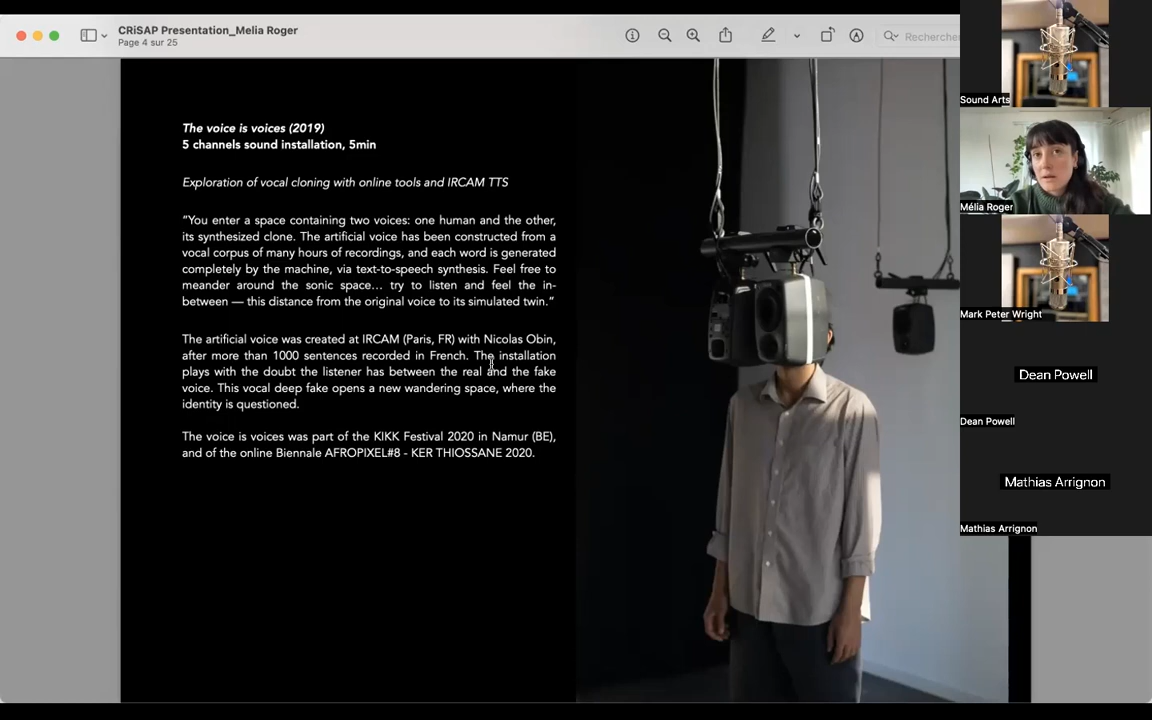 CRiSAP Presentation_Melia Roger
Page 4 sur 25
Rechercher
The voice is voices (2019)
5 channels sound installation, 5min
Exploration of vocal cloning with online tools and IRCAM TTS
“You enter a space containing two voices: one human and the other,
its synthesized clone. The artificial voice has been constructed from a
vocal corpus of many hours of recordings, and each word is generated
completely by the machine, via text-to-speech synthesis. Feel free to
meander around the sonic space… try to listen and feel the in-
between — this distance from the original voice to its simulated twin.”
The artificial voice was created at IRCAM (Paris, FR) with Nicolas Obin,
after more than 1000 sentences recorded in French. The installation
plays with the doubt the listener has between the real and the fake
voice. This vocal deep fake opens a new wandering space, where the
identity is questioned.
The voice is voices was part of the KIKK Festival 2020 in Namur (BE),
and of the online Biennale AFROPIXEL#8 - KER THIOSSANE 2020.
Sound Arts
Mélia Roger
Mark Peter Wright
Dean Powell
Dean Powell
Mathias Arrignon
Mathias Arrignon